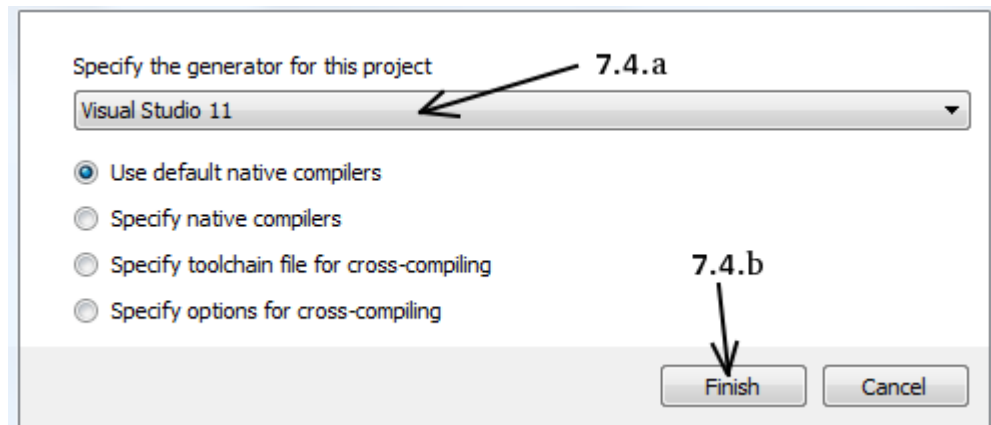 Specify the generator for this project 7.4.a
Visual Studio 11
Use default native compilers
Specify native compilers
Specify toolchain file for cross-compiling 7.4.b
Specify options for cross-compiling
Finish Cancel